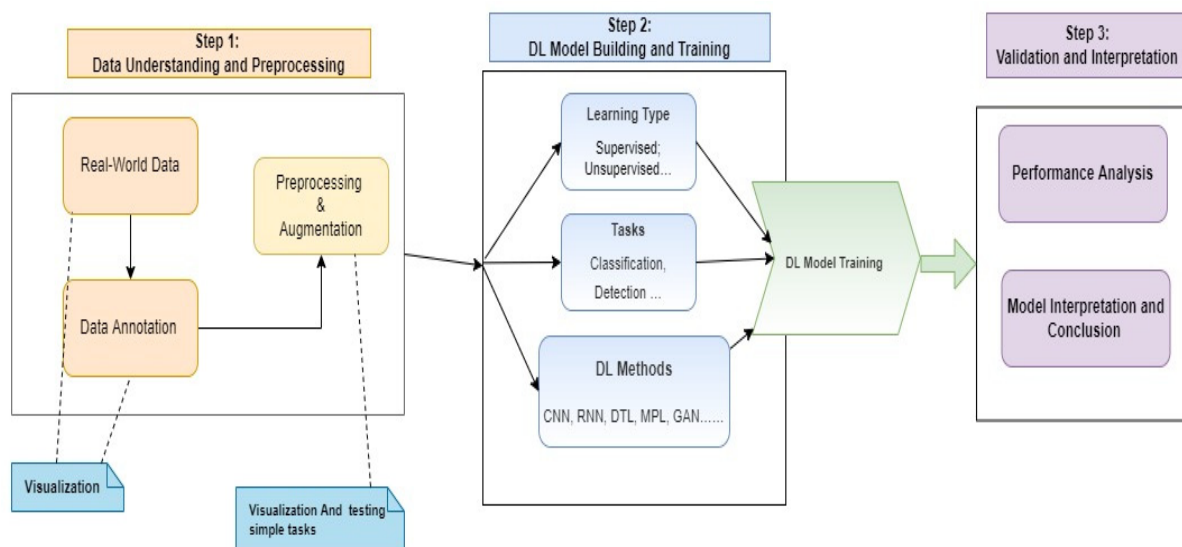 Step 1:
Data Understanding and Preprocessing
Real-World Data
Data Annotation
Preprocessing
&
Augmentation
Visualization
Visualization And testing
simple tasks
Step 2:
DL Model Building and Training
Learning Type
Supervised;
Unsupervised...
Tasks
Classification,
Detection ...
DL Methods
CNN, RNN, DTL, MPL, GAN......
DL Model Training
Step 3:
Validation and Interpretation
Performance Analysis
Model Interpretation and
Conclusion